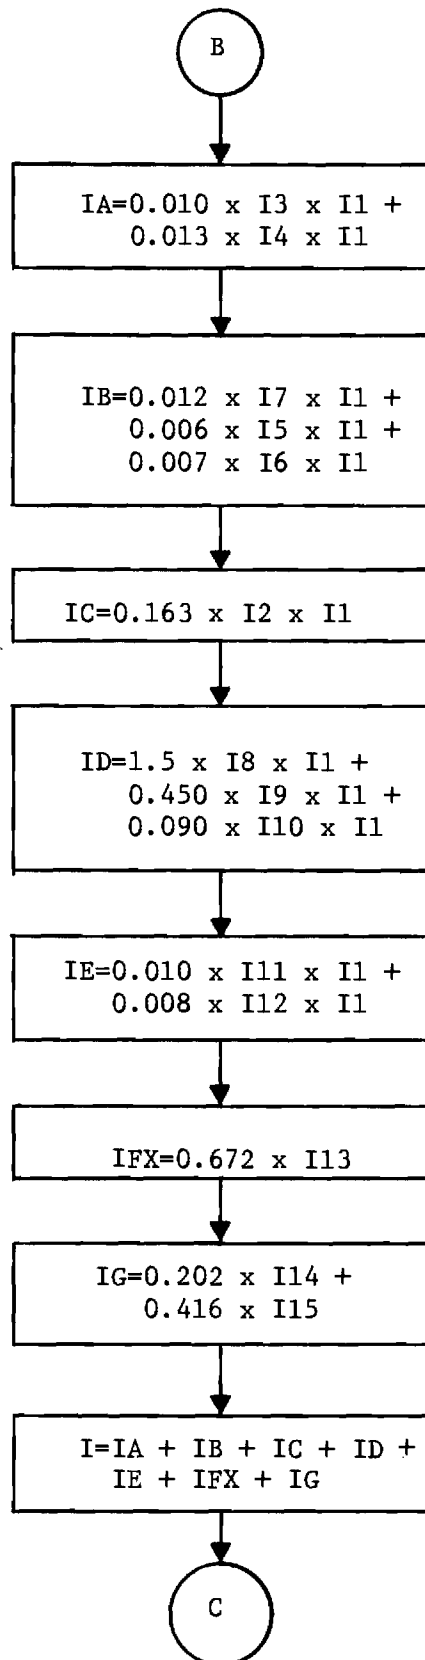 B
IA=0.010 x I3 x I1 +
0.013 x I4 x I1
IB=0.012 x I7 x I1 +
0.006 x I5 x I1 +
0.007 x I6 x I1
IC=0.163 x I2 x I1
ID=1.5 x I8 x I1 +
0.450 x I9 x I1 +
0.090 x I10 x I1
IE=0.010 x I11 x I1 +
0.008 x I12 x I1
IFX=0.672 x I13
IG=0.202 x I14 +
0.416 x I15
I=IA + IB + IC + ID +
IE + IFX + IG
C